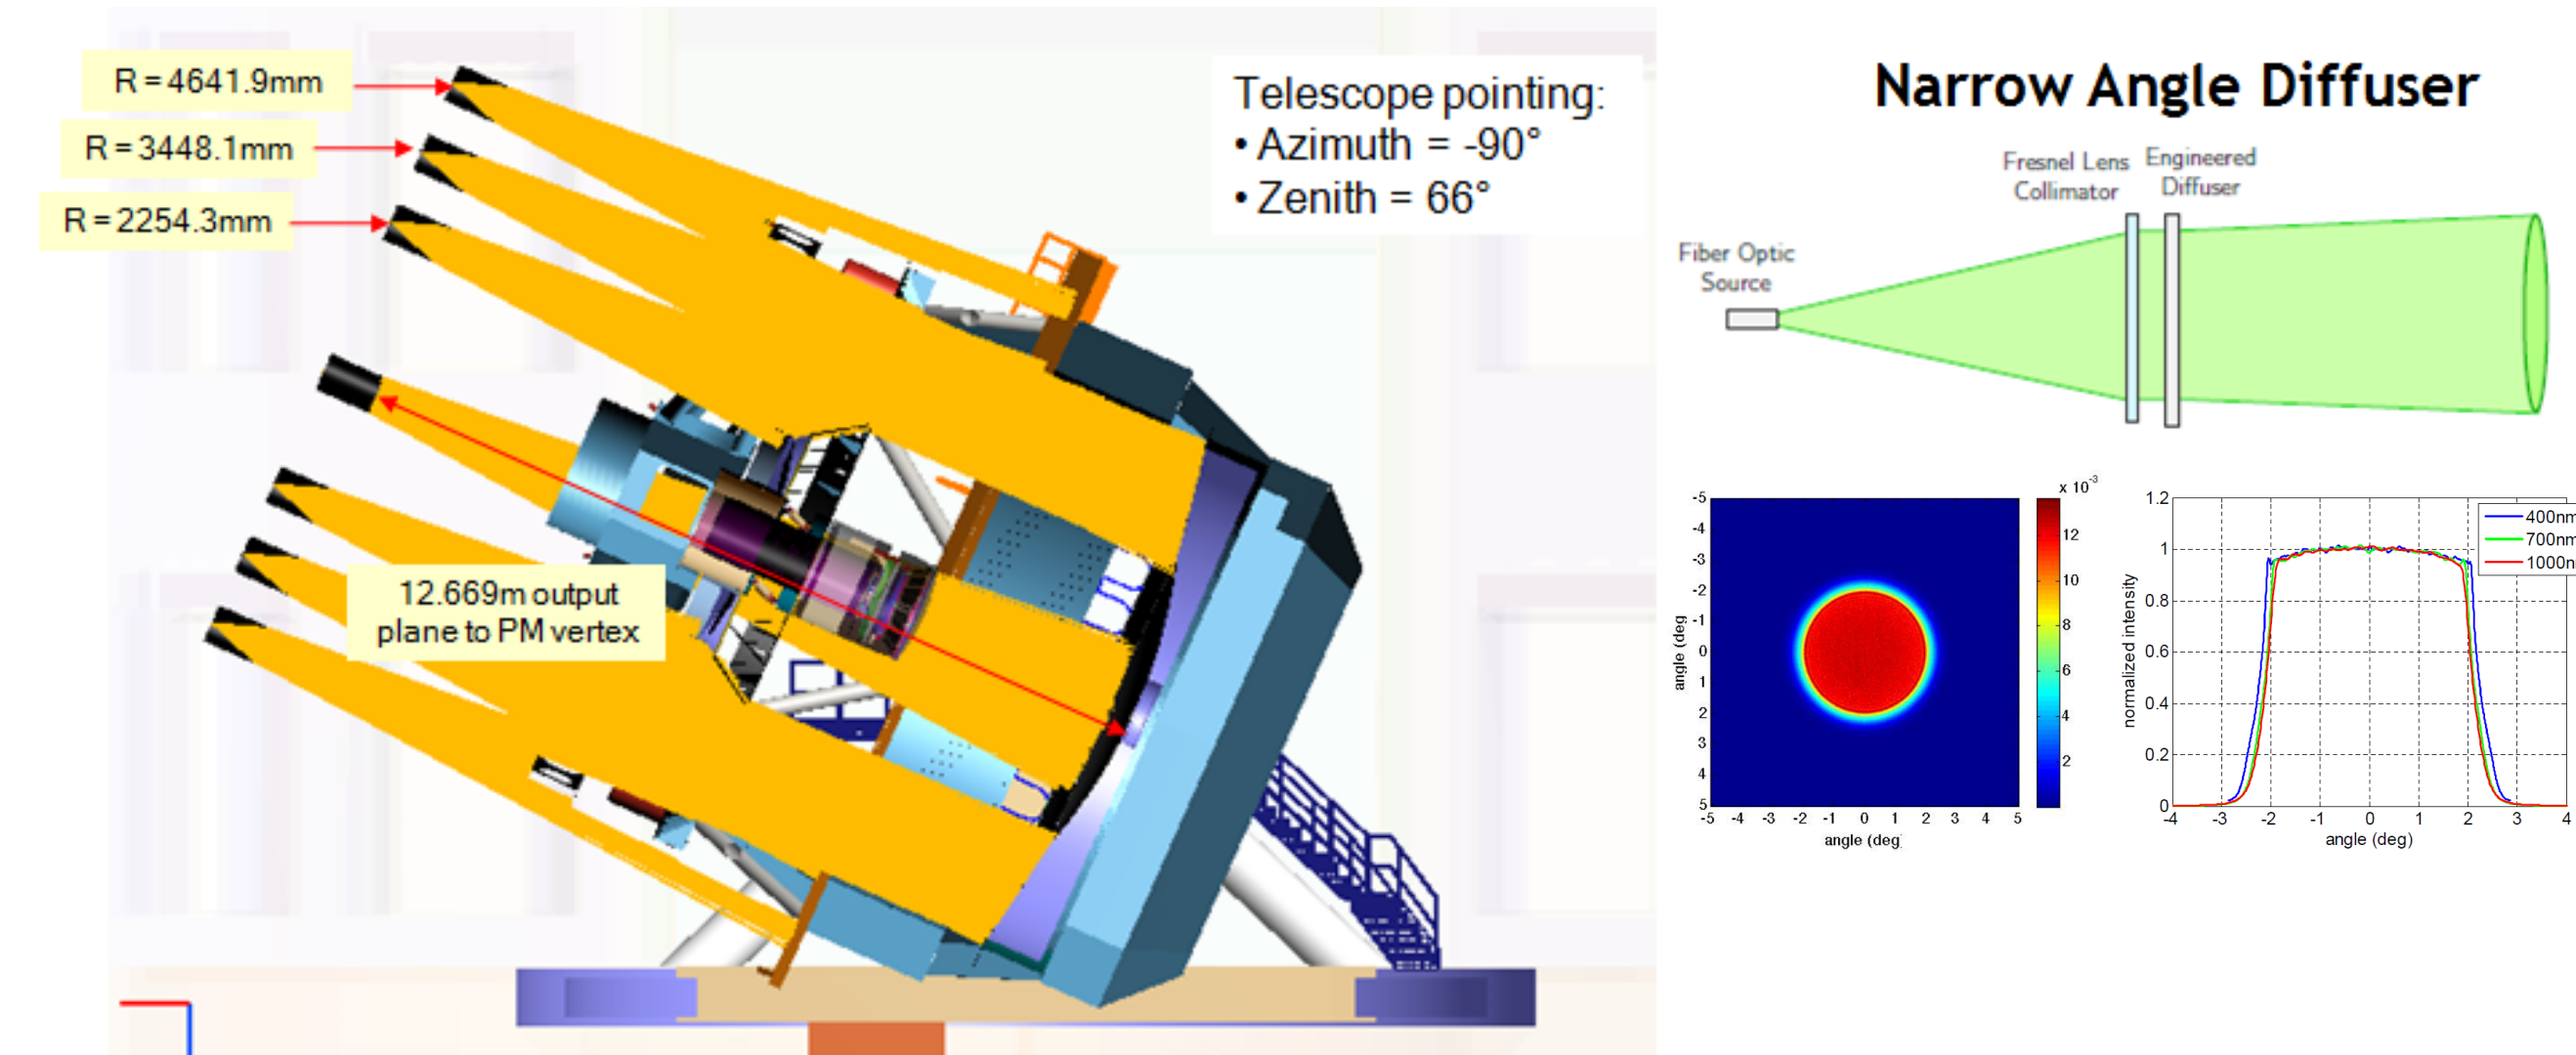 R = 4641.9mm
R = 3448.1mm
R = 2254.3mm
Telescope pointing:
• Azimuth = -90°
• Zenith = 66°
12.669m output
plane to PM vertex
Narrow Angle Diffuser
Fresnel Lens
Collimator
Engineered
Diffuser
Fiber Optic
Source
-5
-4
-3
-2
-1
0
1
2
3
4
5
angle (deg
-5 -4 -3 -2 -1 0 1 2 3 4 5
angle (deg
x 10-3
12
10
8
6
4
2
1.2
1
0.8
0.6
0.4
0.2
0
normalized intensity
400nm
700nm
1000n
-4 -3 -2 -1 0 1 2 3 4
angle (deg)